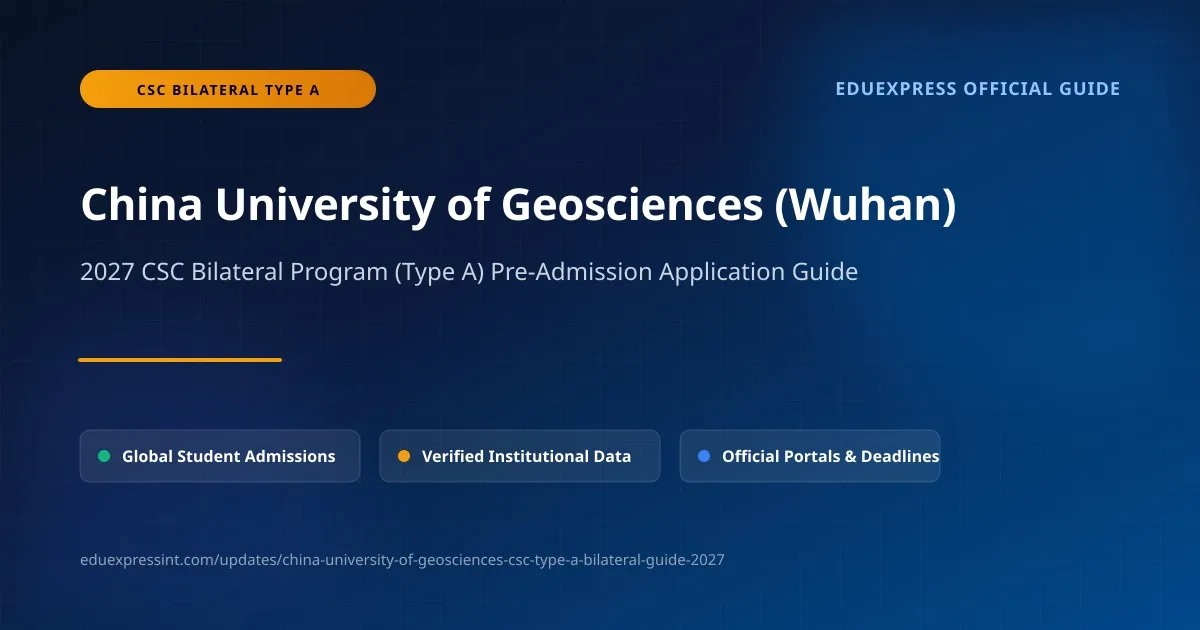 CSC BILATERAL TYPE A
EDUEXPRESS OFFICIAL GUIDE
China University of Geosciences (Wuhan)
2027 CSC Bilateral Program (Type A) Pre-Admission Application Guide
Global Student Admissions
Verified Institutional Data
Official Portals & Deadlines
eduexpressint.com/updates/china-university-of-geosciences-csc-type-a-bilateral-guide-2027